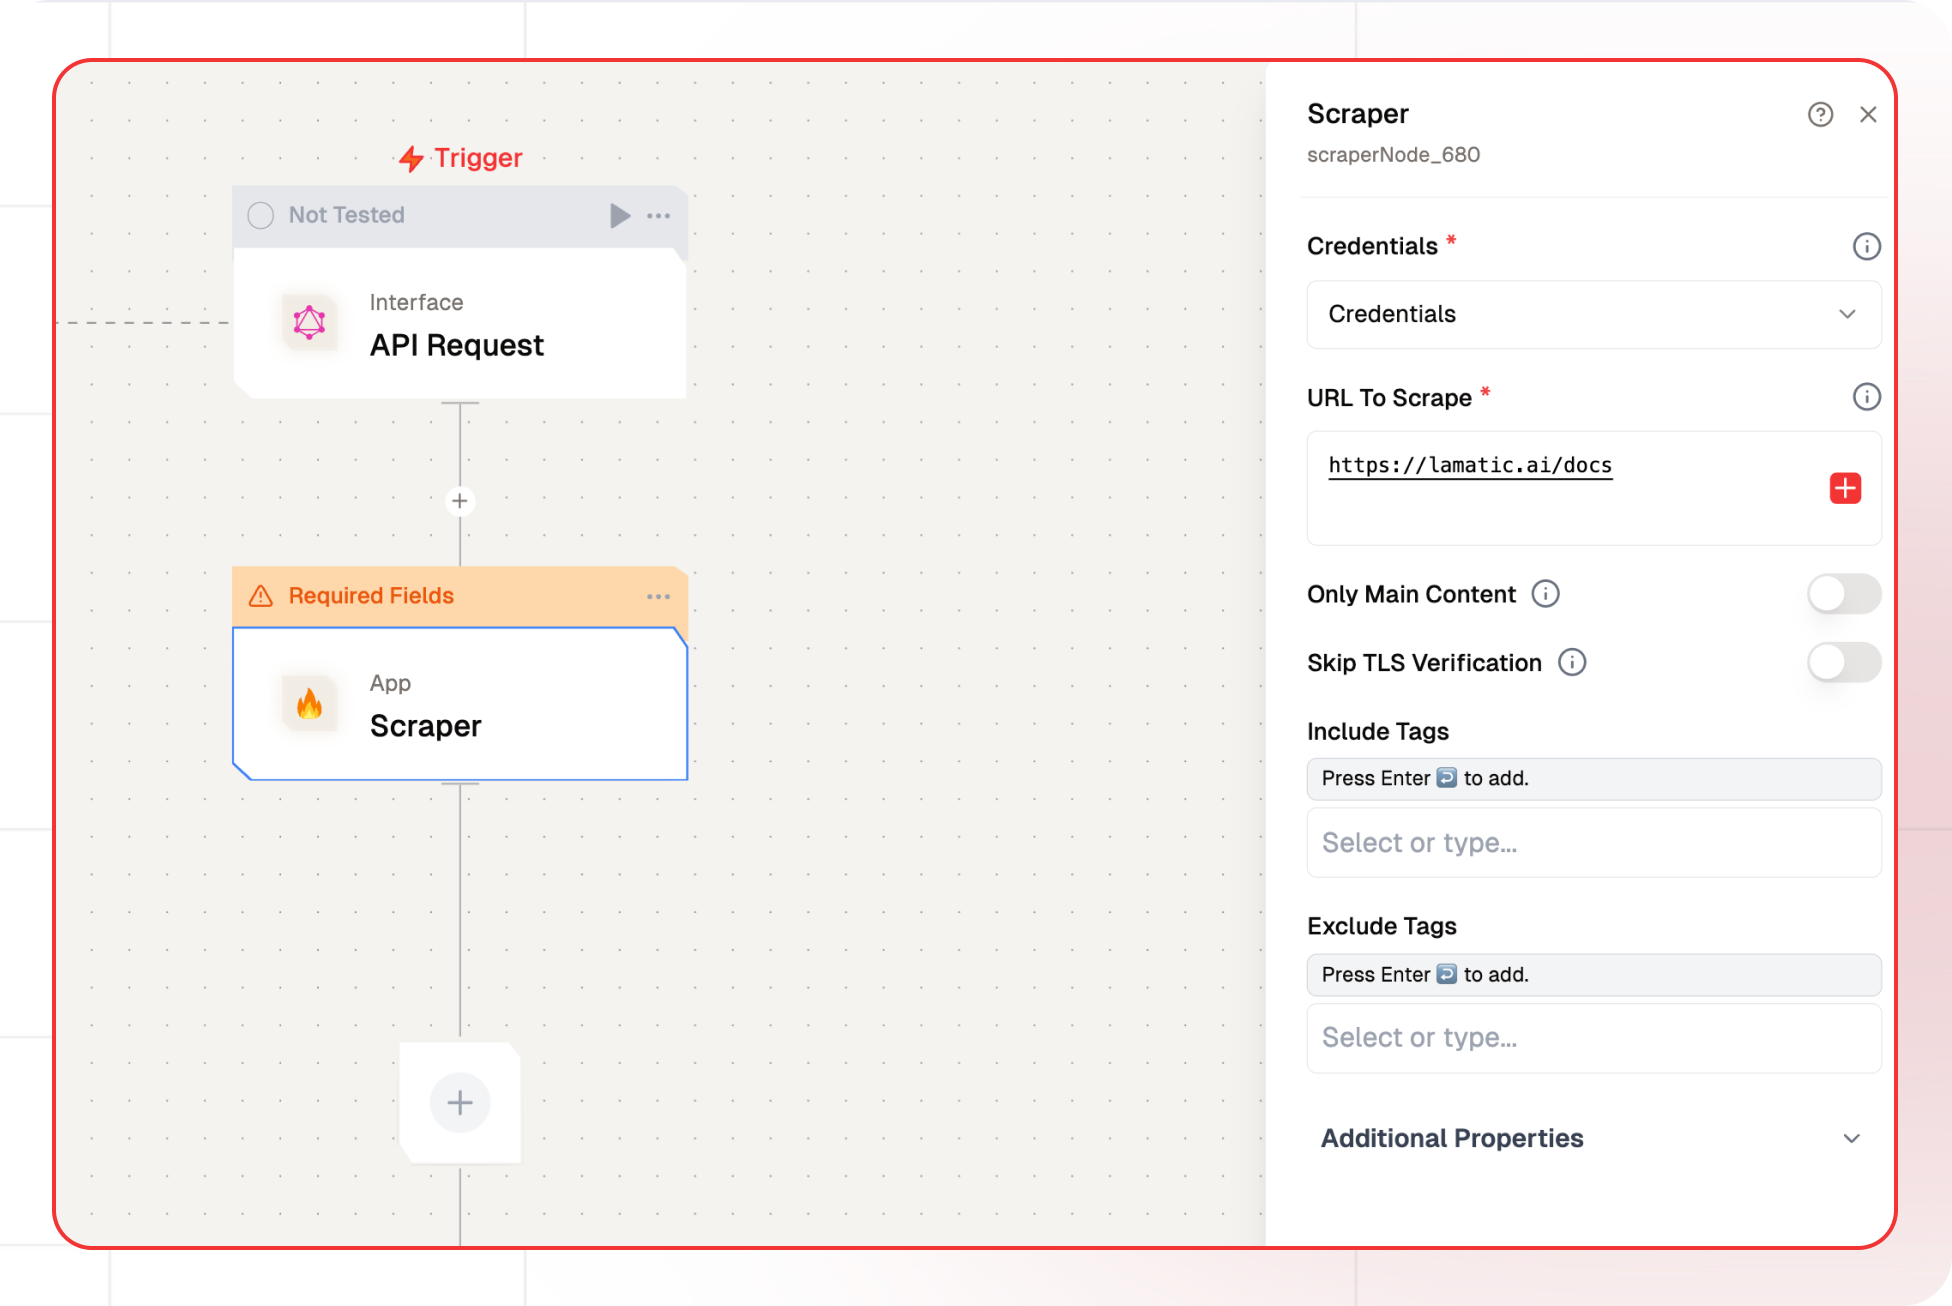 Trigger
Not Tested
Interface
API Request
Required Fields
App
Scraper
Scraper
scraperNode_680
Credentials *
Credentials
URL To Scrape *
https://lamatic.ai/docs
Only Main Content
Skip TLS Verification
Include Tags
Press Enter ↩️ to add.
Select or type...
Exclude Tags
Press Enter ↩️ to add.
Select or type...
Additional Properties